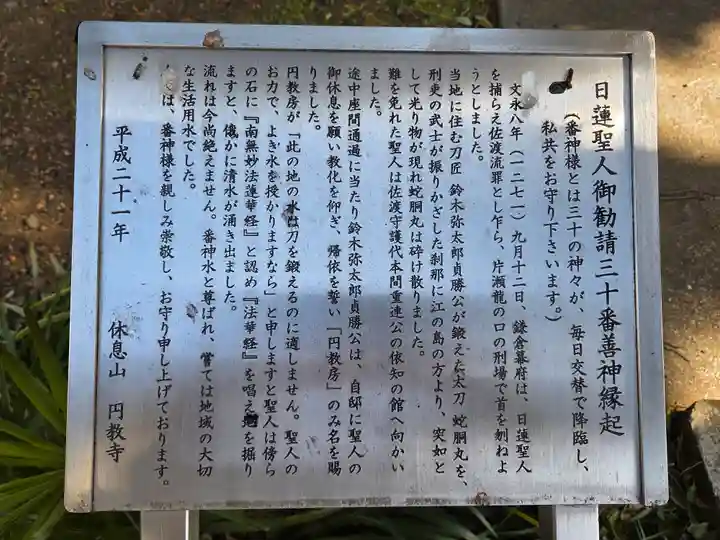 日蓮聖人御勧請三十番善神縁起
(番神様とは三十の神々が、毎日交替で降臨し、
私共をお守り下さいます。)
文永八年(一二七一)九月十二日、鎌倉幕府は、日蓮聖人
を捕らえ佐渡流罪とし乍ら、片瀬龍の口の刑場で首を刎ねよ
うとしました。
当地に住む刀匠 鈴木弥太郎貞勝公が鍛えた太刀 蛇胴丸を、
刑吏の武士が振りかざした刹那に江の島の方より、突如と
して光り物が現れ蛇胴丸は砕け散りました。
難を免れた聖人は佐渡守護代本間重連公の依知の館へ向かい
ました。
途中座間通過に当たり鈴木弥太郎貞勝公は、自邸に聖人の
御休息を願い教化を仰ぎ、帰依を誓い「円教房」のみ名を賜
りました。
円教房が「此の地の水は刀を鍛えるのに適しません。聖人の
お力で、よき水を授かりますなら」と申しますと聖人は傍ら
の石に『南無妙法蓮華経』と認め『法華経』を唱え を掘り
ますと、儵かに清水が湧き出ました。
流れは今尚絶えません。番神水と尊ばれ、嘗ては地域の大切
な生活用水でした。
は、番神様を親しみ崇敬し、お守り申し上げております。
平成二十一年 休息山 円教寺